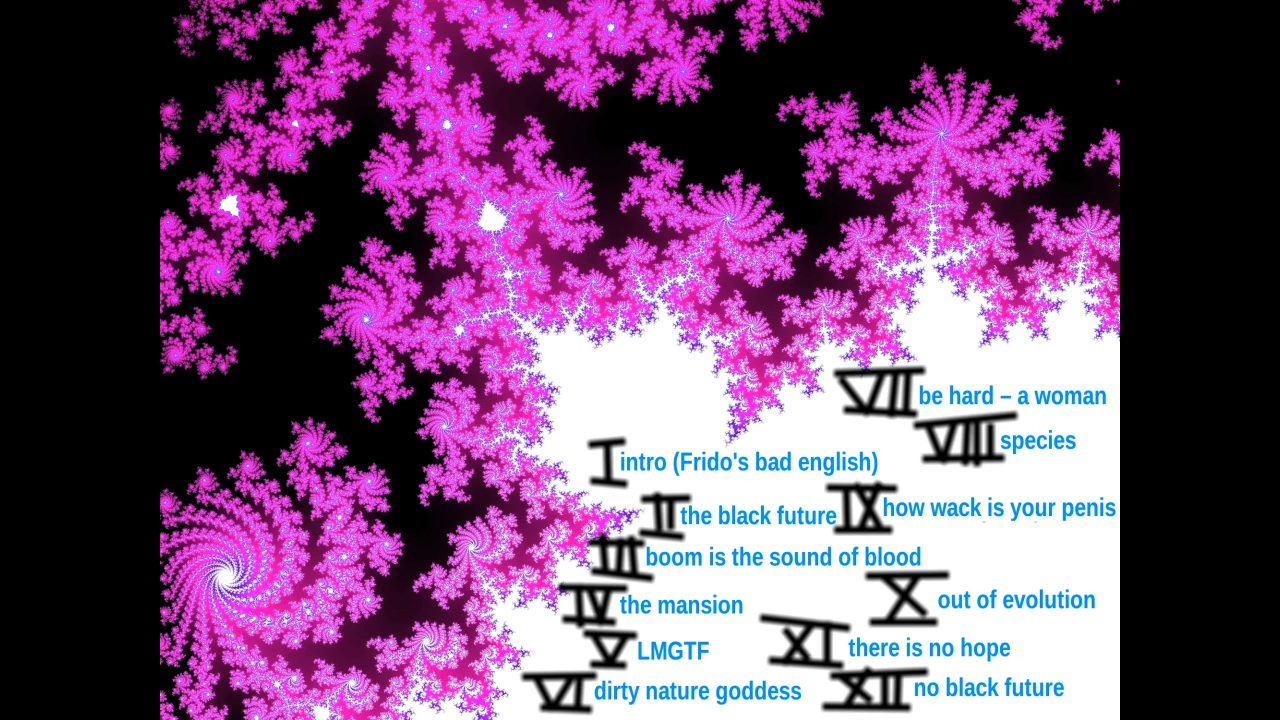 I intro (Frido's bad english)
II the black future
III boom is the sound of blood
IV the mansion
V LMGTF
VI dirty nature goddess
VII be hard – a woman
VIII species
IX how wack is your penis
X out of evolution
XI there is no hope
XII no black future